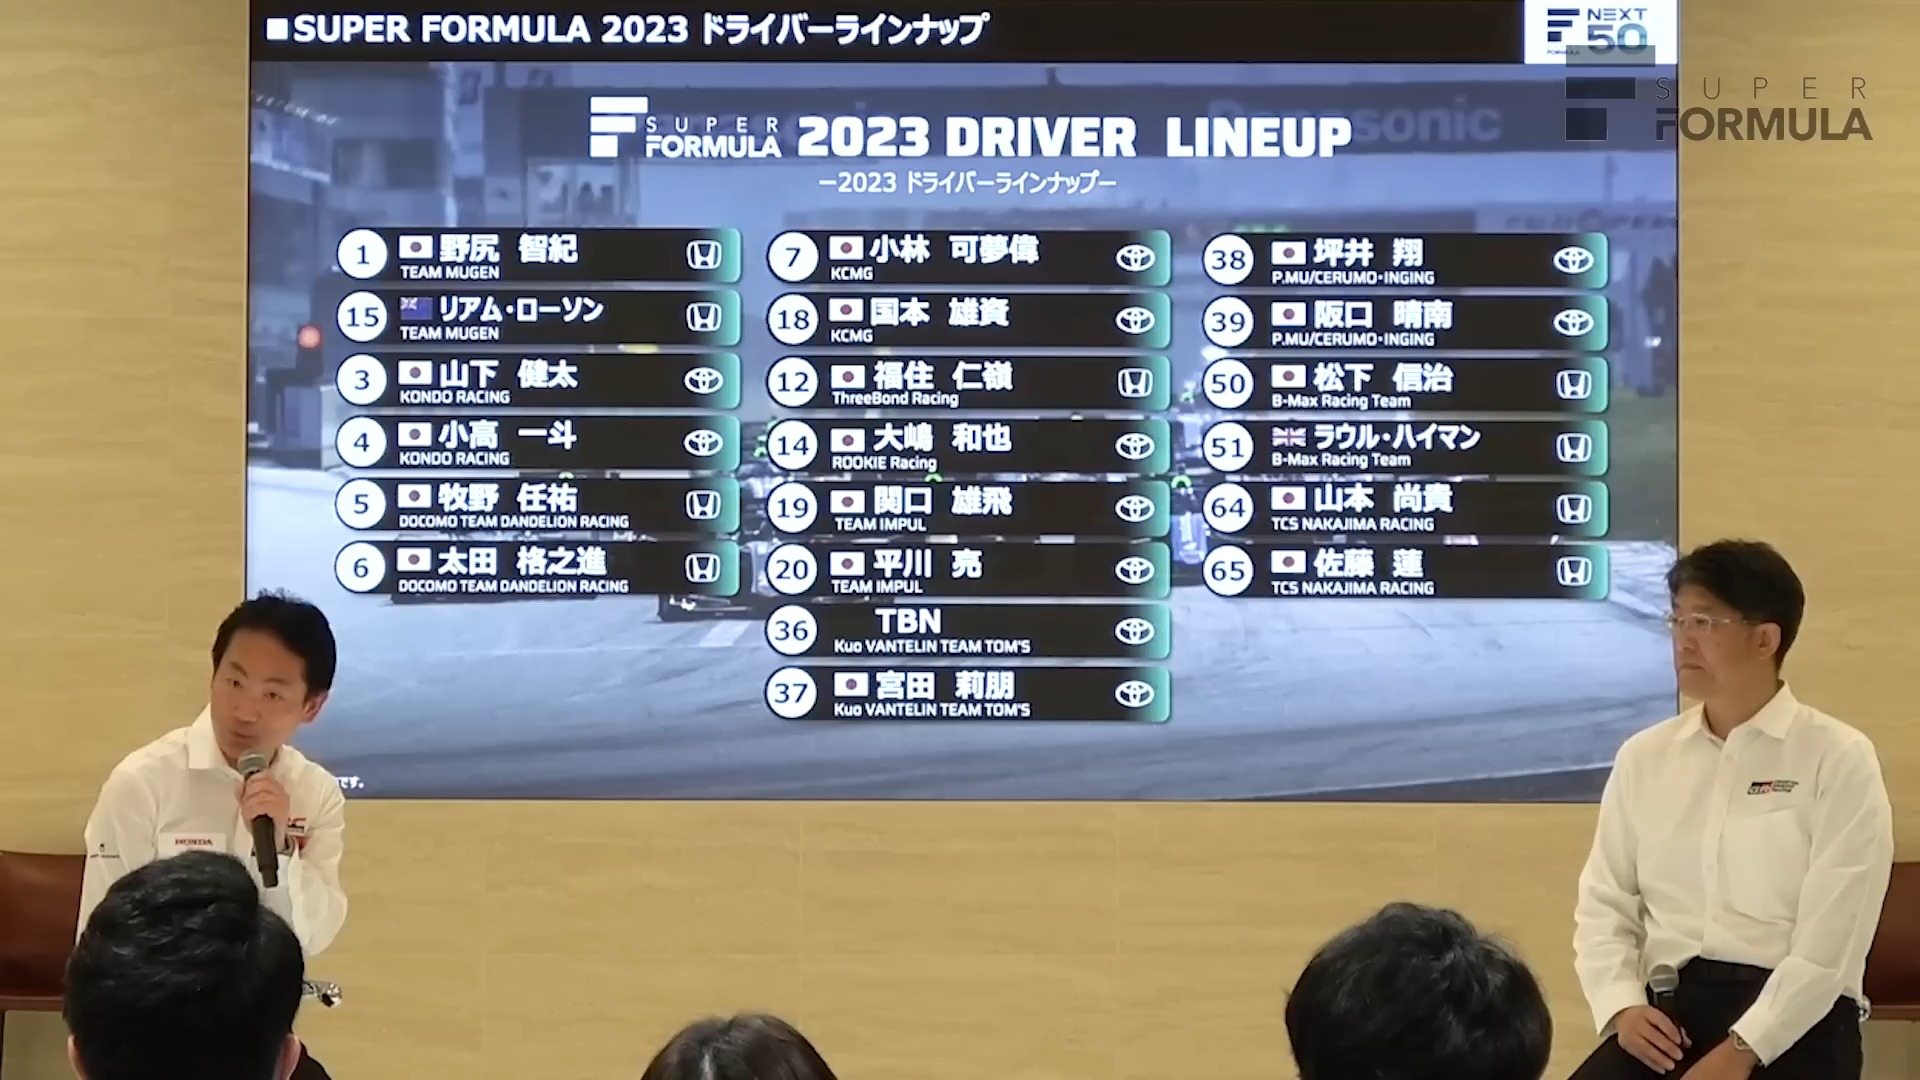 ■SUPER FORMULA 2023 ドライバーラインナップ
NEXT
50
SUPER
FORMULA
SUPER
FORMULA
2023 DRIVER LINEUP
Panasonic
−2023 ドライバーラインナップ−
1 野尻 智紀
TEAM MUGEN
15 リアム・ローソン
TEAM MUGEN
3 山下 健太
KONDO RACING
4 小高 一斗
KONDO RACING
5 牧野 任祐
DOCOMO TEAM DANDELION RACING
6 太田 格之進
DOCOMO TEAM DANDELION RACING
7 小林 可夢偉
KCMG
18 国本 雄資
KCMG
12 福住 仁嶺
ThreeBond Racing
14 大嶋 和也
ROOKIE Racing
19 関口 雄飛
TEAM IMPUL
20 平川 亮
TEAM IMPUL
36 TBN
Kuo VANTELIN TEAM TOM'S
37 宮田 莉朋
Kuo VANTELIN TEAM TOM'S
38 坪井 翔
P.MU/CERUMO・INGING
39 阪口 晴南
P.MU/CERUMO・INGING
50 松下 信治
B-Max Racing Team
51 ラウル・ハイマン
B-Max Racing Team
64 山本 尚貴
TCS NAKAJIMA RACING
65 佐藤 蓮
TCS NAKAJIMA RACING
です。
HONDA
GR